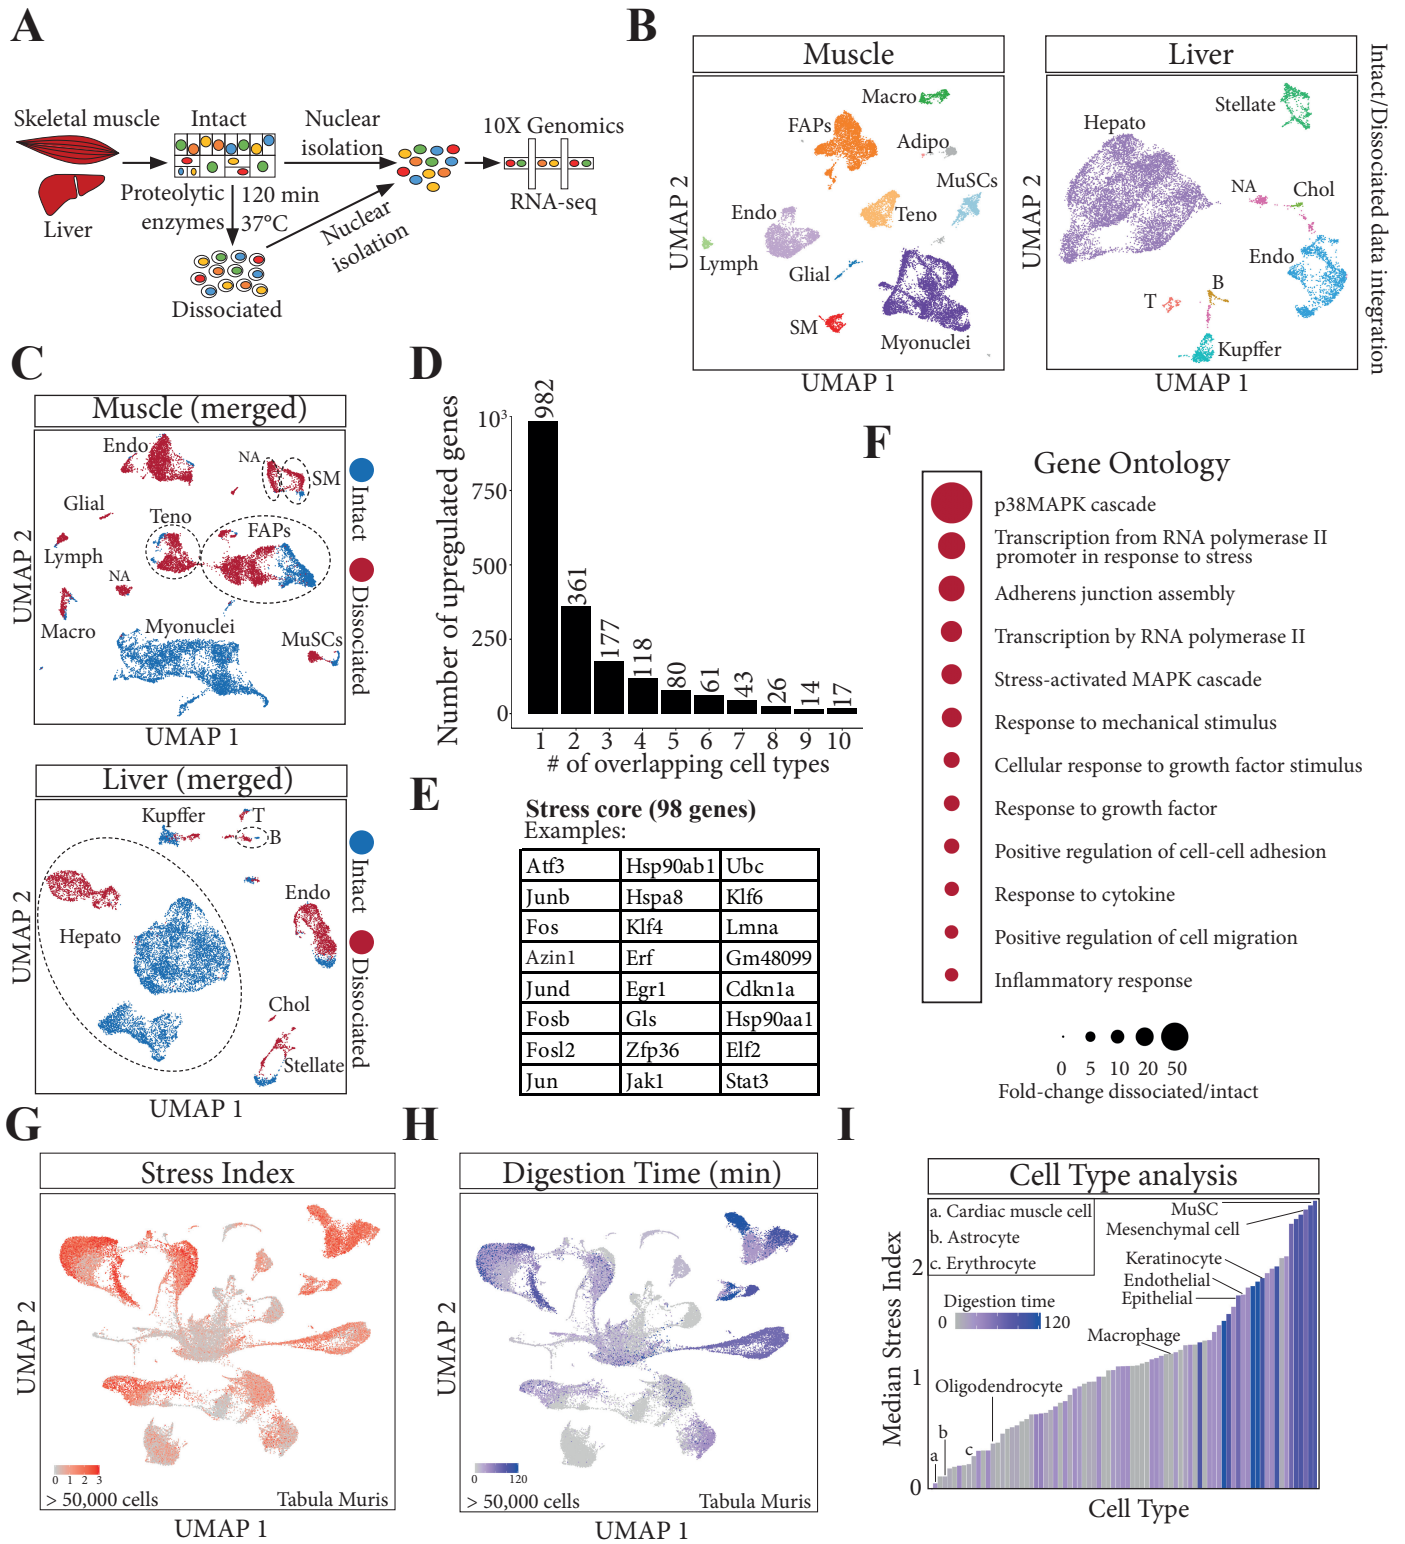 A
Skeletal muscle
Liver
Intact
Nuclear
isolation
10X Genomics
RNA-seq
Proteolytic
enzymes
120 min
37°C
Nuclear
isolation
Dissociated
B
Muscle
Macro
FAPs
Adipo
MuSCs
Endo
Teno
Lymph
Glial
SM
Myonuclei
UMAP 2
UMAP 1
Liver
Stellate
Hepato
NA
Chol
Endo
B
T
Kupffer
UMAP 2
UMAP 1
Intact/Dissociated data integration
C
Muscle (merged)
Endo
NA
SM
Glial
Teno
FAPs
Lymph
NA
Macro
Myonuclei
MuSCs
UMAP 2
UMAP 1
Intact
Dissociated
Liver (merged)
Kupffer
T
B
Endo
Hepato
Chol
Stellate
UMAP 2
UMAP 1
Intact
Dissociated
D
Number of upregulated genes
10³
750
500
250
0
982
361
177
118
80
61
43
26
14
17
1 2 3 4 5 6 7 8 9 10
# of overlapping cell types
E
Stress core (98 genes)
Examples:
Atf3 Hsp90ab1 Ubc
Junb Hspa8 Klf6
Fos Klf4 Lmna
Azin1 Erf Gm48099
Jund Egr1 Cdkn1a
Fosb Gls Hsp90aa1
Fosl2 Zfp36 Elf2
Jun Jak1 Stat3
F
Gene Ontology
p38MAPK cascade
Transcription from RNA polymerase II
promoter in response to stress
Adherens junction assembly
Transcription by RNA polymerase II
Stress-activated MAPK cascade
Response to mechanical stimulus
Cellular response to growth factor stimulus
Response to growth factor
Positive regulation of cell-cell adhesion
Response to cytokine
Positive regulation of cell migration
Inflammatory response
0 5 10 20 50
Fold-change dissociated/intact
G
Stress Index
UMAP 2
0 1 2 3
> 50,000 cells
Tabula Muris
UMAP 1
H
Digestion Time (min)
UMAP 2
0 120
> 50,000 cells
Tabula Muris
UMAP 1
I
Cell Type analysis
a. Cardiac muscle cell
b. Astrocyte
c. Erythrocyte
MuSC
Mesenchymal cell
Keratinocyte
Endothelial
Epithelial
Digestion time
0 120
Macrophage
Oligodendrocyte
a
b
c
Median Stress Index
2
1
0
Cell Type